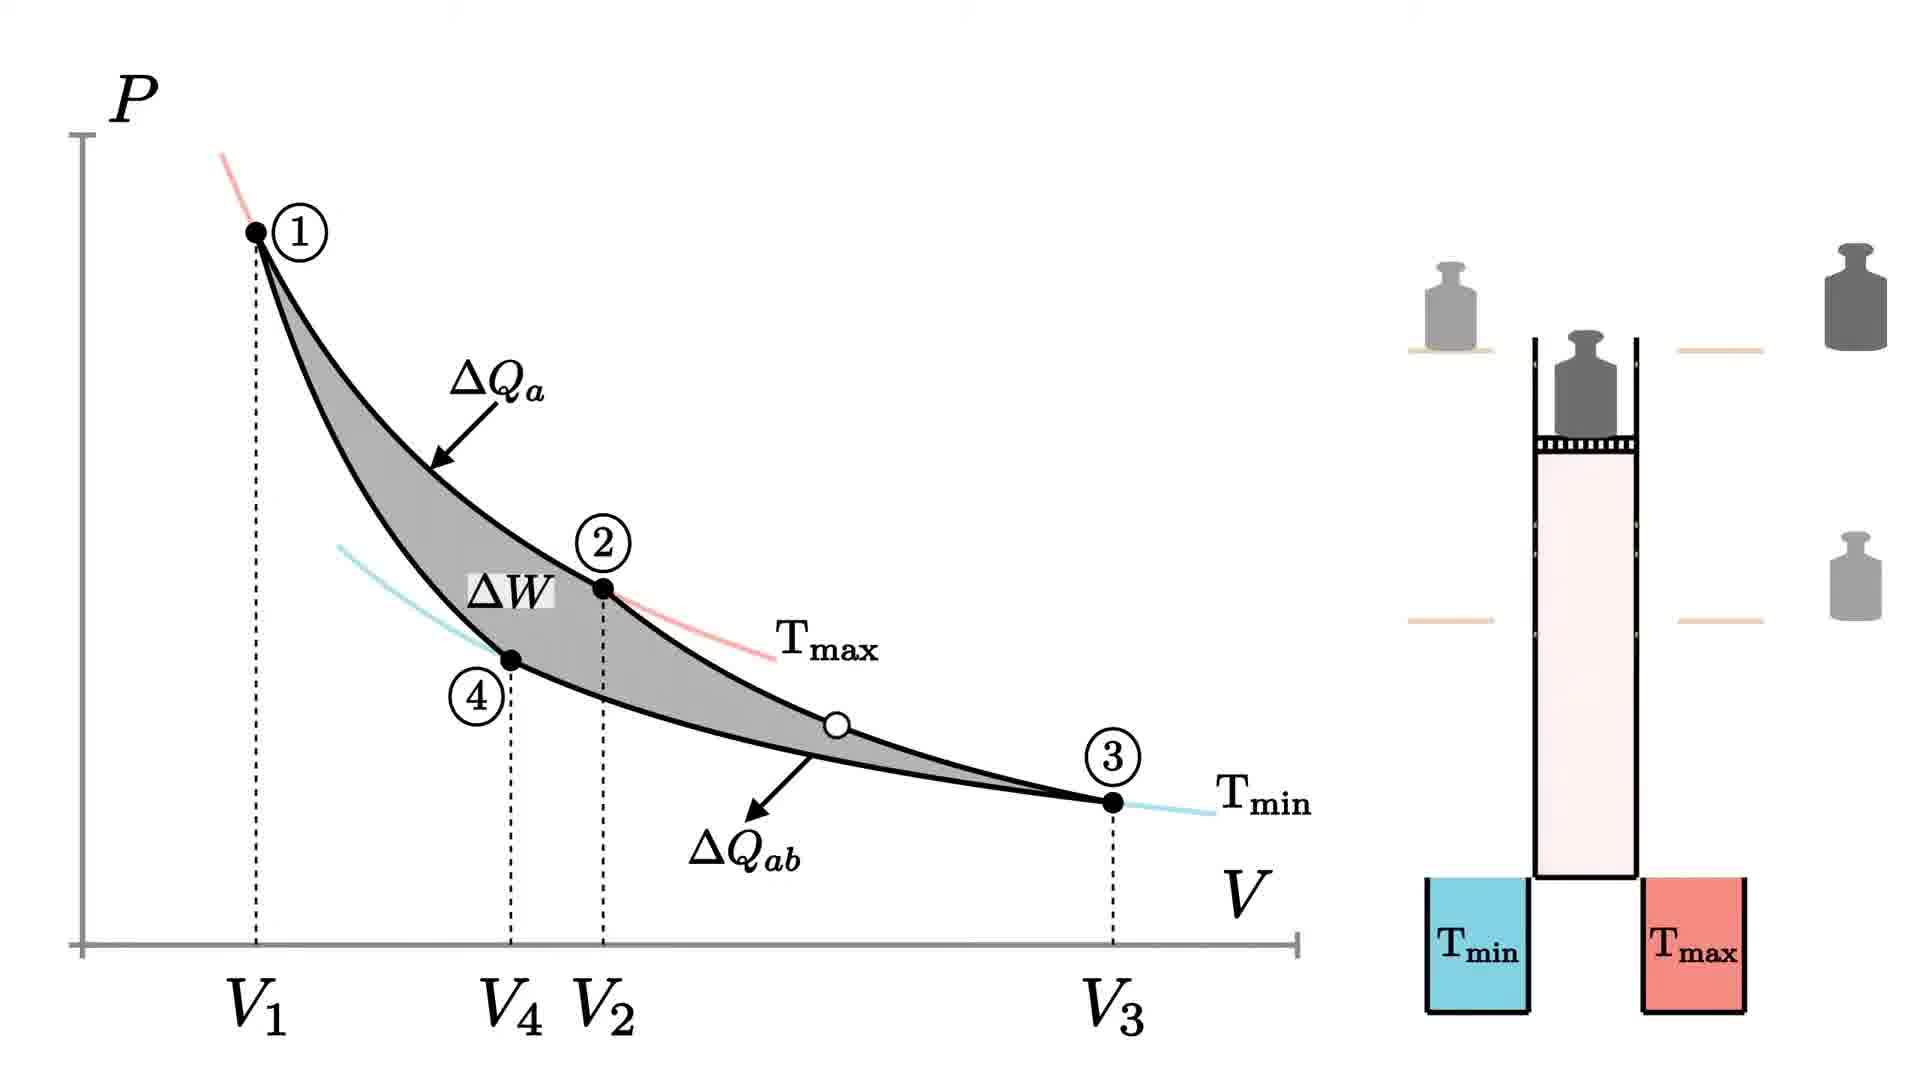 P
①
ΔQₐ
②
ΔW
Tmax
④
③
Tmin
ΔQab
V
V₁ V₄ V₂ V₃
Tmin Tmax